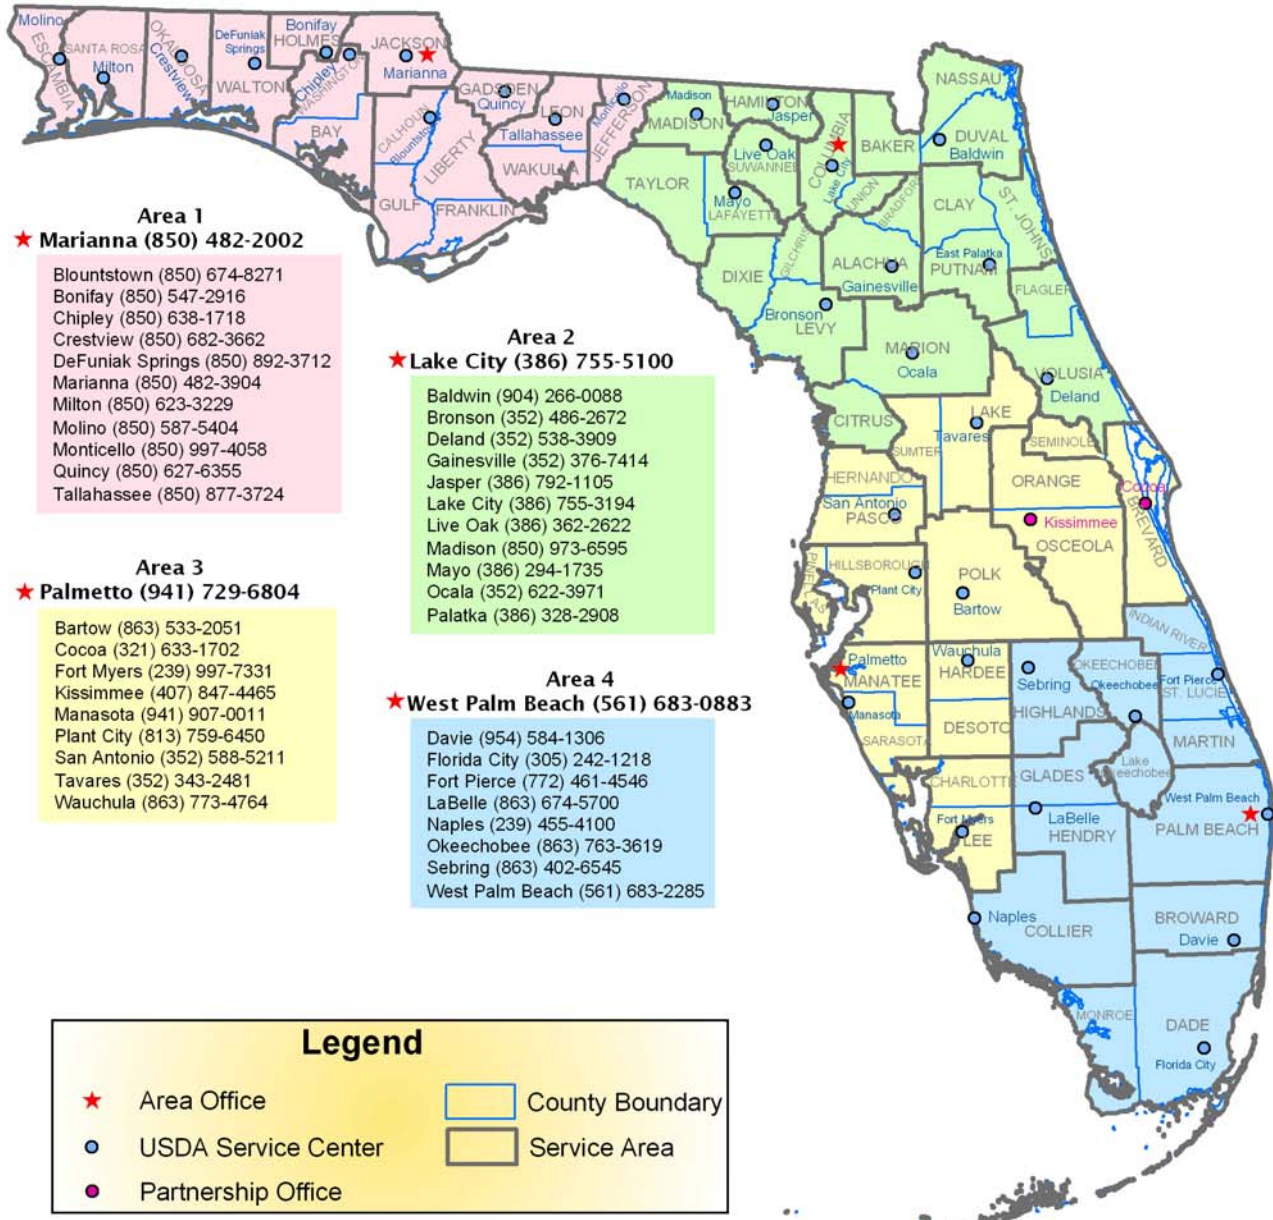 Molino
ESCAMBIA
SANTA ROSA
Milton
OKALOOSA
Crestview
DeFuniak
Springs
WALTON
Bonifay
HOLMES
Chipley
WASHINGTON
JACKSON
Marianna
BAY
CALHOUN
Blountstown
LIBERTY
GULF
FRANKLIN
GADSDEN
Quincy
LEON
Tallahassee
WAKULLA
Monticello
JEFFERSON
Madison
MADISON
TAYLOR
HAMILTON
Jasper
Live Oak
SUWANNEE
Mayo
LAFAYETTE
COLUMBIA
Lake City
BAKER
UNION
BRADFORD
NASSAU
DUVAL
Baldwin
CLAY
ST. JOHNS
East Palatka
PUTNAM
FLAGLER
DIXIE
GILCHRIST
ALACHUA
Gainesville
Bronson
LEVY
MARION
Ocala
VOLUSIA
Deland
CITRUS
LAKE
Tavares
SUMTER
SEMINOLE
HERNANDO
San Antonio
PASCO
ORANGE
Cocoa
BREVARD
Kissimmee
OSCEOLA
PINELLAS
HILLSBOROUGH
Plant City
POLK
Bartow
INDIAN RIVER
Palmetto
MANATEE
Wauchula
HARDEE
Sebring
HIGHLANDS
OKEECHOBEE
Okeechobee
Fort Pierce
ST. LUCIE
Manasota
SARASOTA
DESOTO
MARTIN
CHARLOTTE
GLADES
Lake
Okeechobee
Fort Myers
LEE
LaBelle
HENDRY
West Palm Beach
PALM BEACH
Naples
COLLIER
BROWARD
Davie
MONROE
DADE
Florida City
Area 1
Marianna (850) 482-2002
Blountstown (850) 674-8271
Bonifay (850) 547-2916
Chipley (850) 638-1718
Crestview (850) 682-3662
DeFuniak Springs (850) 892-3712
Marianna (850) 482-3904
Milton (850) 623-3229
Molino (850) 587-5404
Monticello (850) 997-4058
Quincy (850) 627-6355
Tallahassee (850) 877-3724
Area 2
Lake City (386) 755-5100
Baldwin (904) 266-0088
Bronson (352) 486-2672
Deland (352) 538-3909
Gainesville (352) 376-7414
Jasper (386) 792-1105
Lake City (386) 755-3194
Live Oak (386) 362-2622
Madison (850) 973-6595
Mayo (386) 294-1735
Ocala (352) 622-3971
Palatka (386) 328-2908
Area 3
Palmetto (941) 729-6804
Bartow (863) 533-2051
Cocoa (321) 633-1702
Fort Myers (239) 997-7331
Kissimmee (407) 847-4465
Manasota (941) 907-0011
Plant City (813) 759-6450
San Antonio (352) 588-5211
Tavares (352) 343-2481
Wauchula (863) 773-4764
Area 4
West Palm Beach (561) 683-0883
Davie (954) 584-1306
Florida City (305) 242-1218
Fort Pierce (772) 461-4546
LaBelle (863) 674-5700
Naples (239) 455-4100
Okeechobee (863) 763-3619
Sebring (863) 402-6545
West Palm Beach (561) 683-2285
Legend
Area Office
USDA Service Center
Partnership Office
County Boundary
Service Area